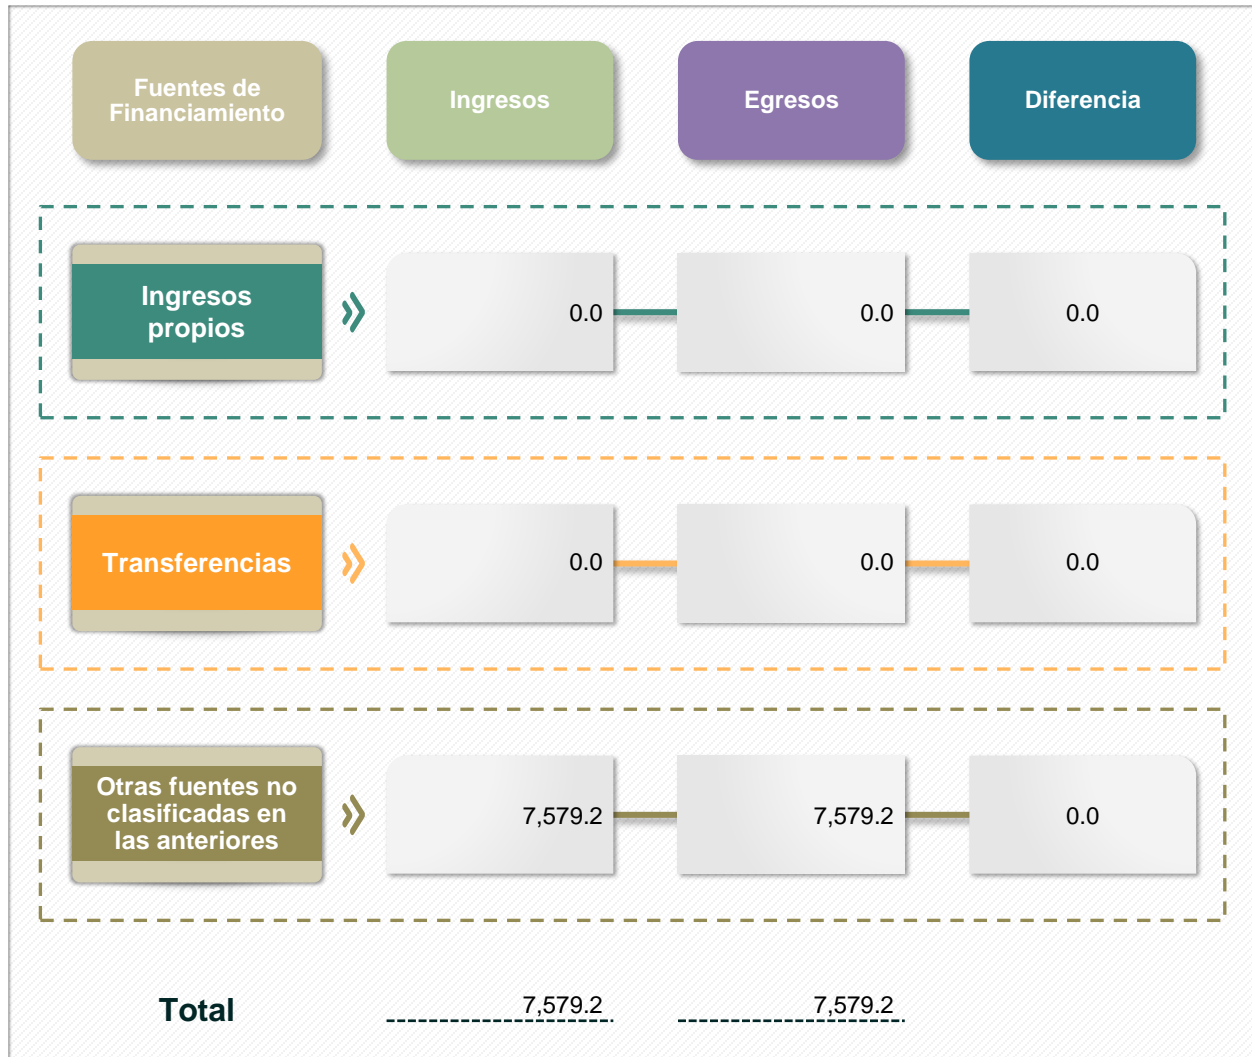 Fuentes de
Financiamiento
Ingresos
Egresos
Diferencia
Ingresos
propios
0.0
0.0
0.0
Transferencias
0.0
0.0
0.0
Otras fuentes no
clasificadas en
las anteriores
7,579.2
7,579.2
0.0
Total
7,579.2
7,579.2